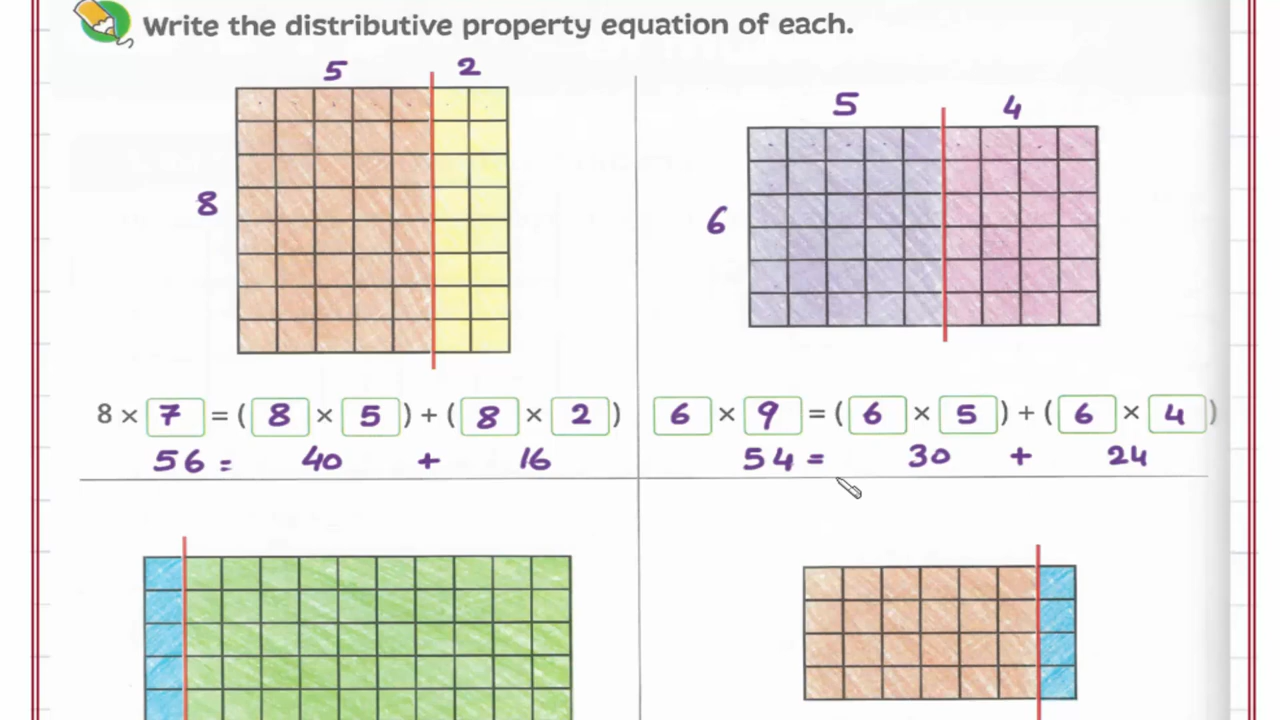 Write the distributive property equation of each.
5 2
8
8 × 7 = ( 8 × 5 ) + ( 8 × 2 )
56 = 40 + 16
5 4
6
6 × 9 = ( 6 × 5 ) + ( 6 × 4 )
54 = 30 + 24